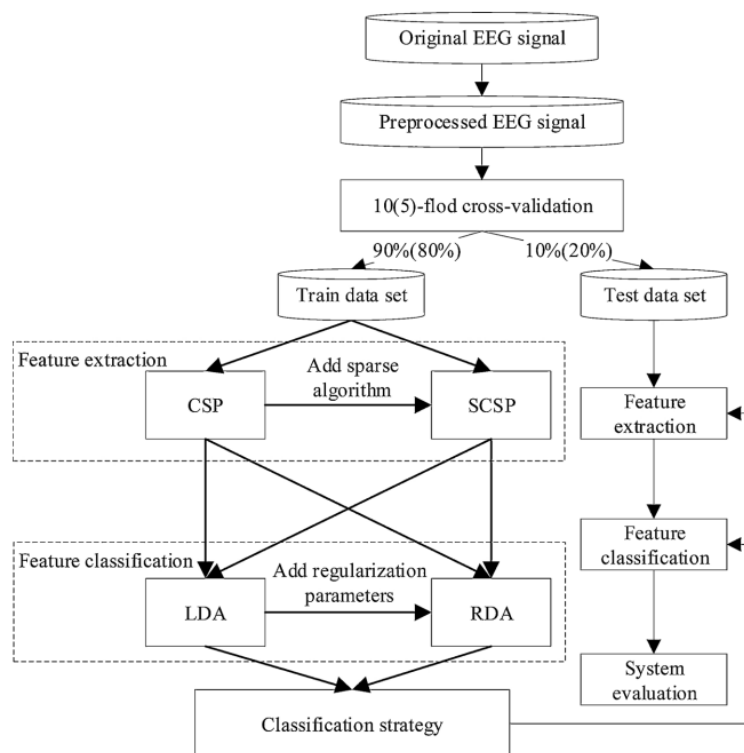 Original EEG signal
Preprocessed EEG signal
10(5)-flod cross-validation
90%(80%)
10%(20%)
Train data set
Test data set
Feature extraction
Add sparse
algorithm
CSP
SCSP
Feature
extraction
Feature classification
Add regularization
parameters
LDA
RDA
Feature
classification
System
evaluation
Classification strategy